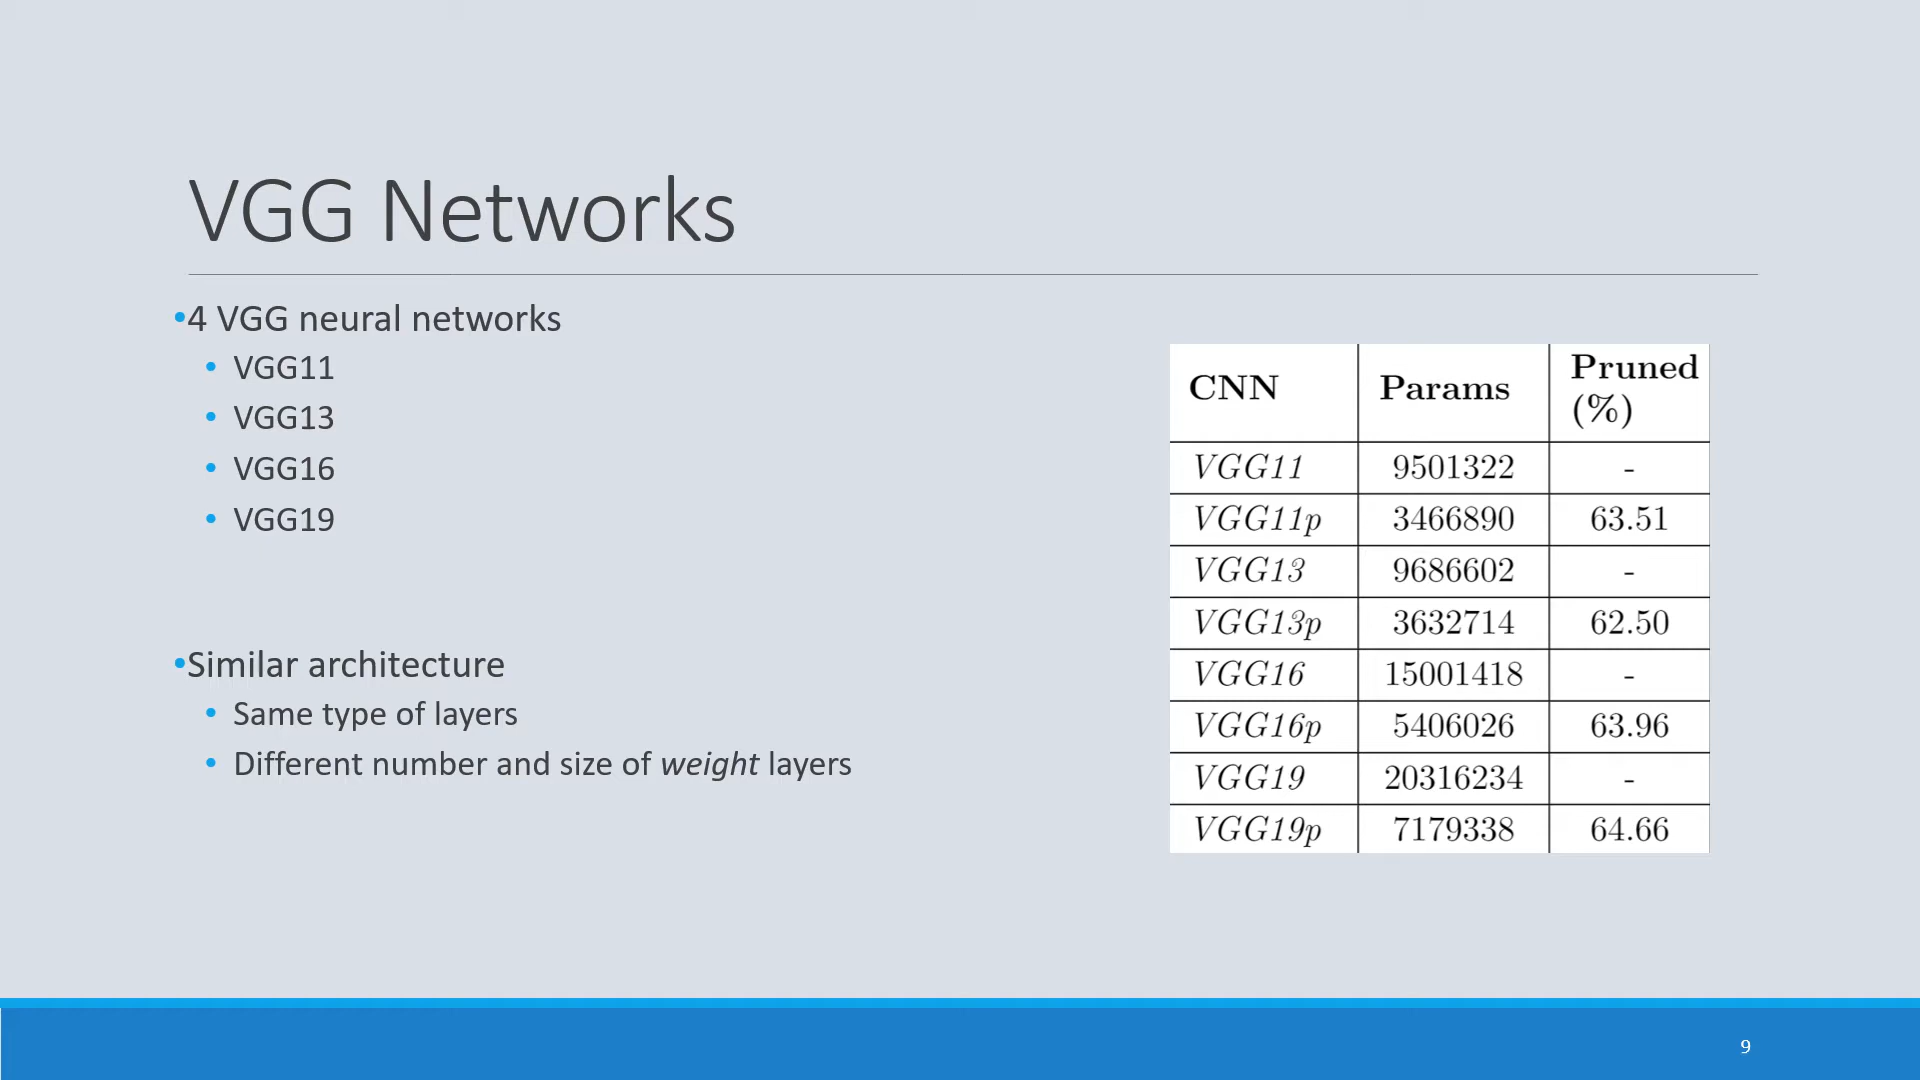 VGG Networks
•4 VGG neural networks
• VGG11
• VGG13
• VGG16
• VGG19
•Similar architecture
• Same type of layers
• Different number and size of weight layers
CNN Params Pruned (%)
VGG11 9501322 -
VGG11p 3466890 63.51
VGG13 9686602 -
VGG13p 3632714 62.50
VGG16 15001418 -
VGG16p 5406026 63.96
VGG19 20316234 -
VGG19p 7179338 64.66
9